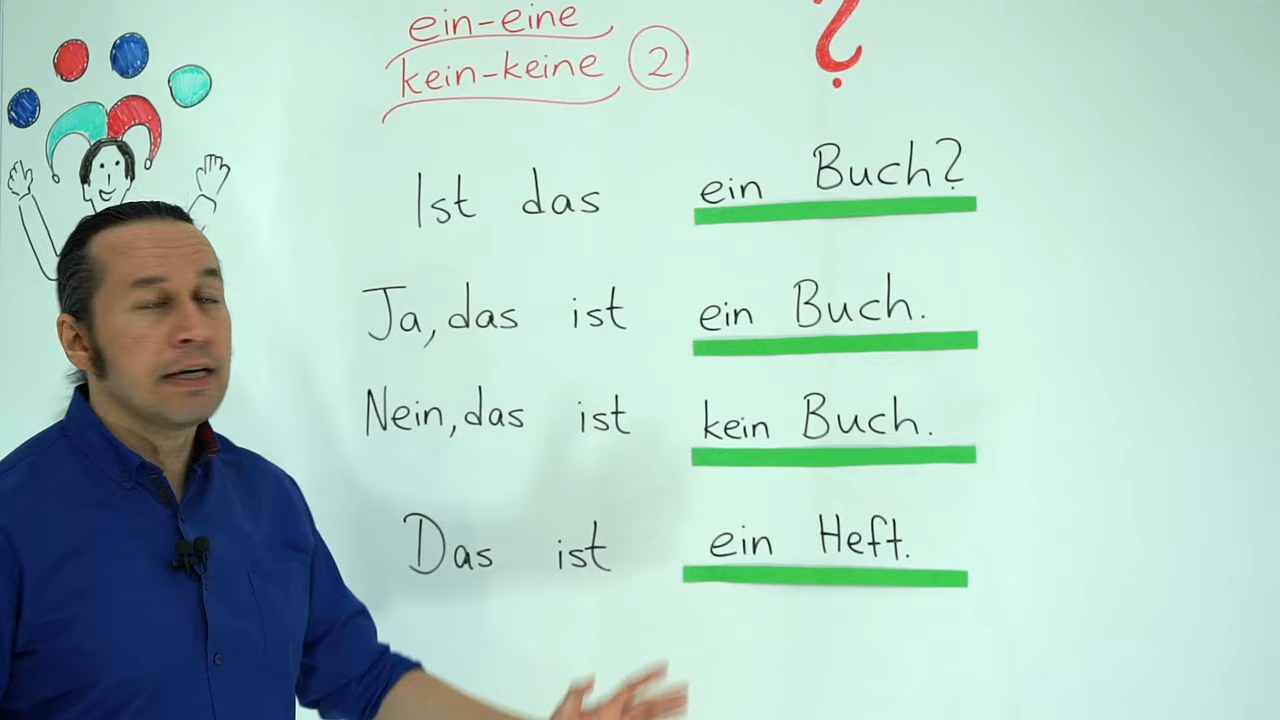 ein-eine
kein-keine 2
?
Ist das ein Buch?
Ja, das ist ein Buch.
Nein, das ist kein Buch.
Das ist ein Heft.